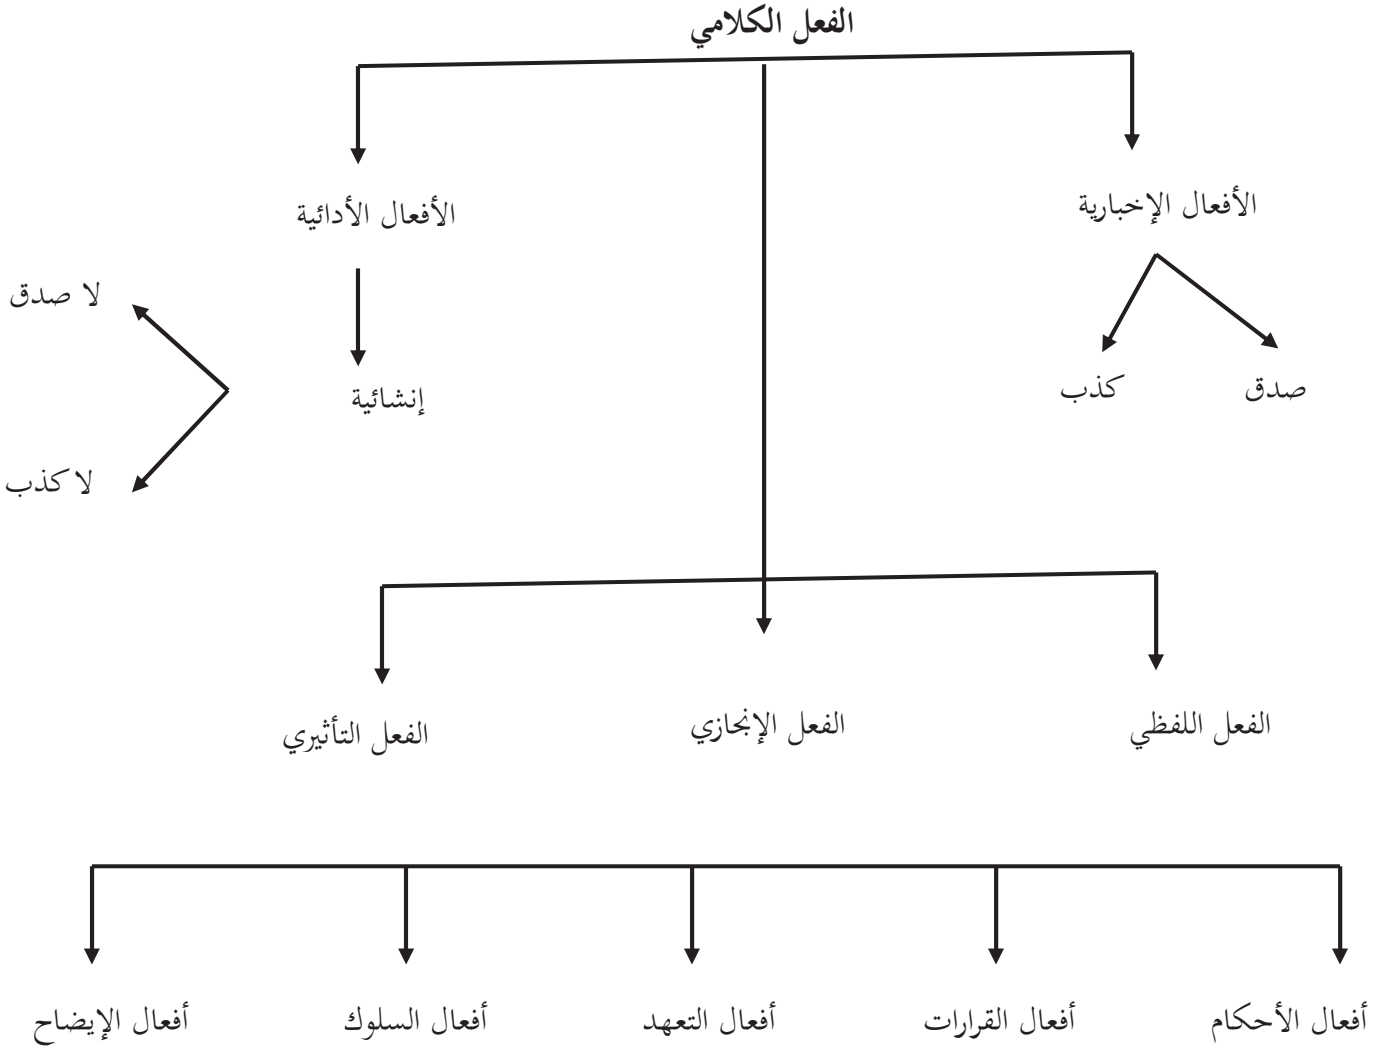 الفعل الكلامي
الأفعال الإخبارية
الأفعال الأدائية
صدق
كذب
إنشائية
لا صدق
لا كذب
الفعل اللفظي
الفعل الإنجازي
الفعل التأثيري
أفعال الأحكام
أفعال القرارات
أفعال التعهد
أفعال السلوك
أفعال الإيضاح